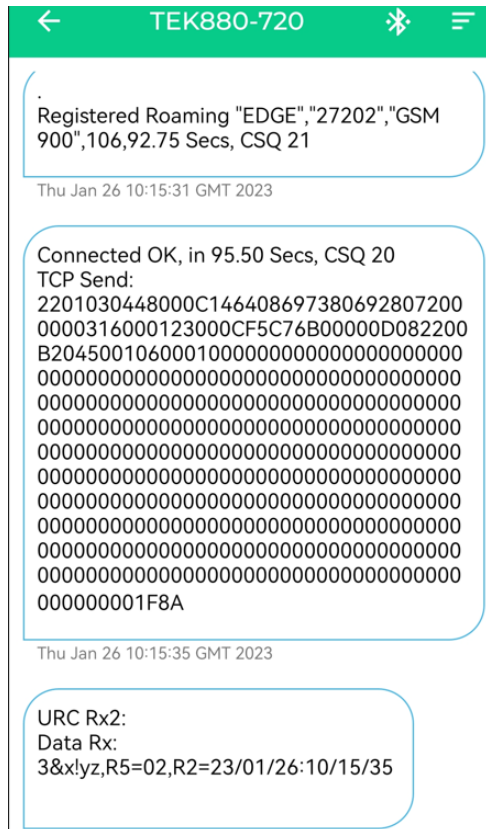 TEK880-720
.
Registered Roaming "EDGE","27202","GSM
900",106,92.75 Secs, CSQ 21
Thu Jan 26 10:15:31 GMT 2023
Connected OK, in 95.50 Secs, CSQ 20
TCP Send:
2201030448000C146408697380692807200
0000316000123000CF5C76B00000D082200
B2045001060001000000000000000000000
00000000000000000000000000000000000
00000000000000000000000000000000000
00000000000000000000000000000000000
00000000000000000000000000000000000
00000000000000000000000000000000000
00000000000000000000000000000000000
00000000000000000000000000000000000
00000000000000000000000000000000000
00000000000000000000000000000000000
000000001F8A
Thu Jan 26 10:15:35 GMT 2023
URC Rx2:
Data Rx:
3&x!yz,R5=02,R2=23/01/26:10/15/35